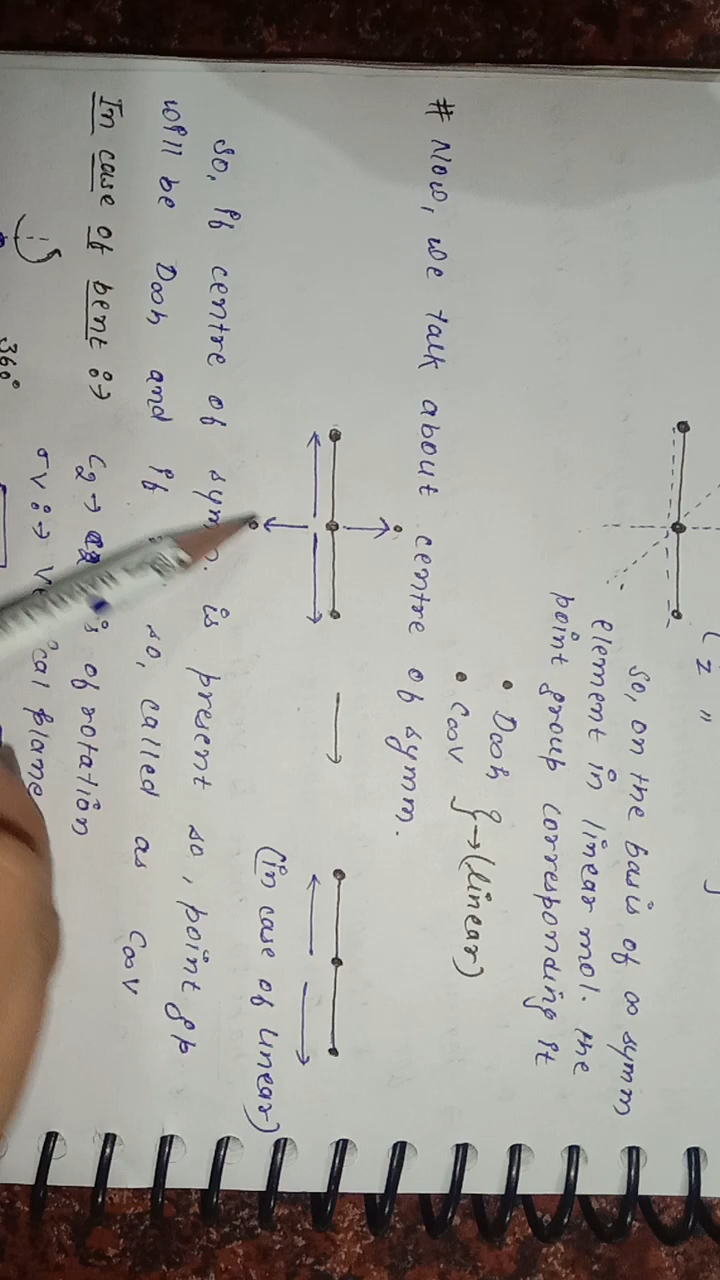 (z "
So, on the basis of ∞ symm
element in linear mol. the
point group corresponding it
• D∞h
• C∞v } → (linear)
# Now, we talk about centre of symm.
(in case of linear)
So, if centre of is present so, point gp
will be D∞h and if so, called as C∞v
In case of bent :→ C2 → of rotation
360° σv :→ plane